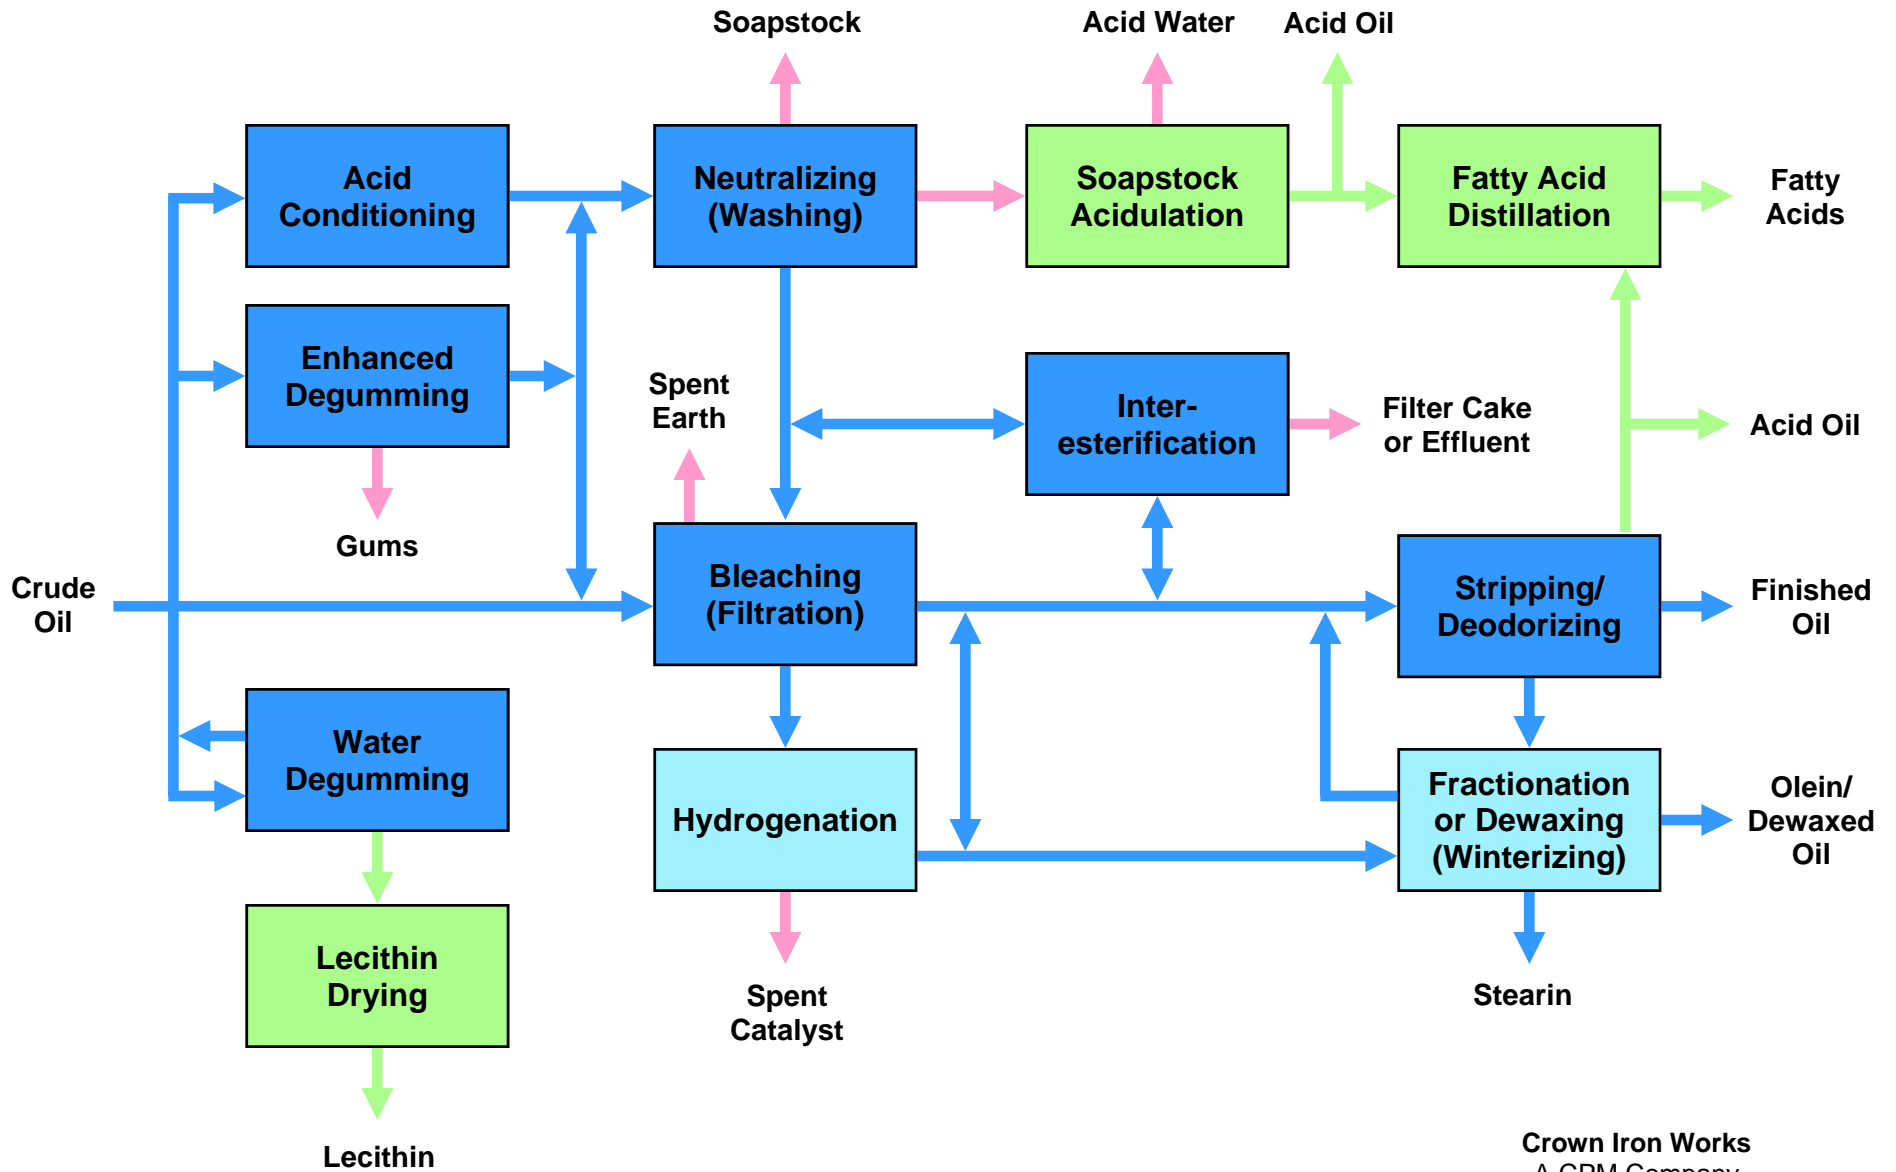 Soapstock
Acid Water
Acid Oil
Acid
Conditioning
Neutralizing
(Washing)
Soapstock
Acidulation
Fatty Acid
Distillation
Fatty
Acids
Enhanced
Degumming
Spent
Earth
Inter-
esterification
Filter Cake
or Effluent
Acid Oil
Gums
Crude
Oil
Bleaching
(Filtration)
Stripping/
Deodorizing
Finished
Oil
Water
Degumming
Hydrogenation
Fractionation
or Dewaxing
(Winterizing)
Olein/
Dewaxed
Oil
Lecithin
Drying
Spent
Catalyst
Stearin
Lecithin
Crown Iron Works
A CPM Company